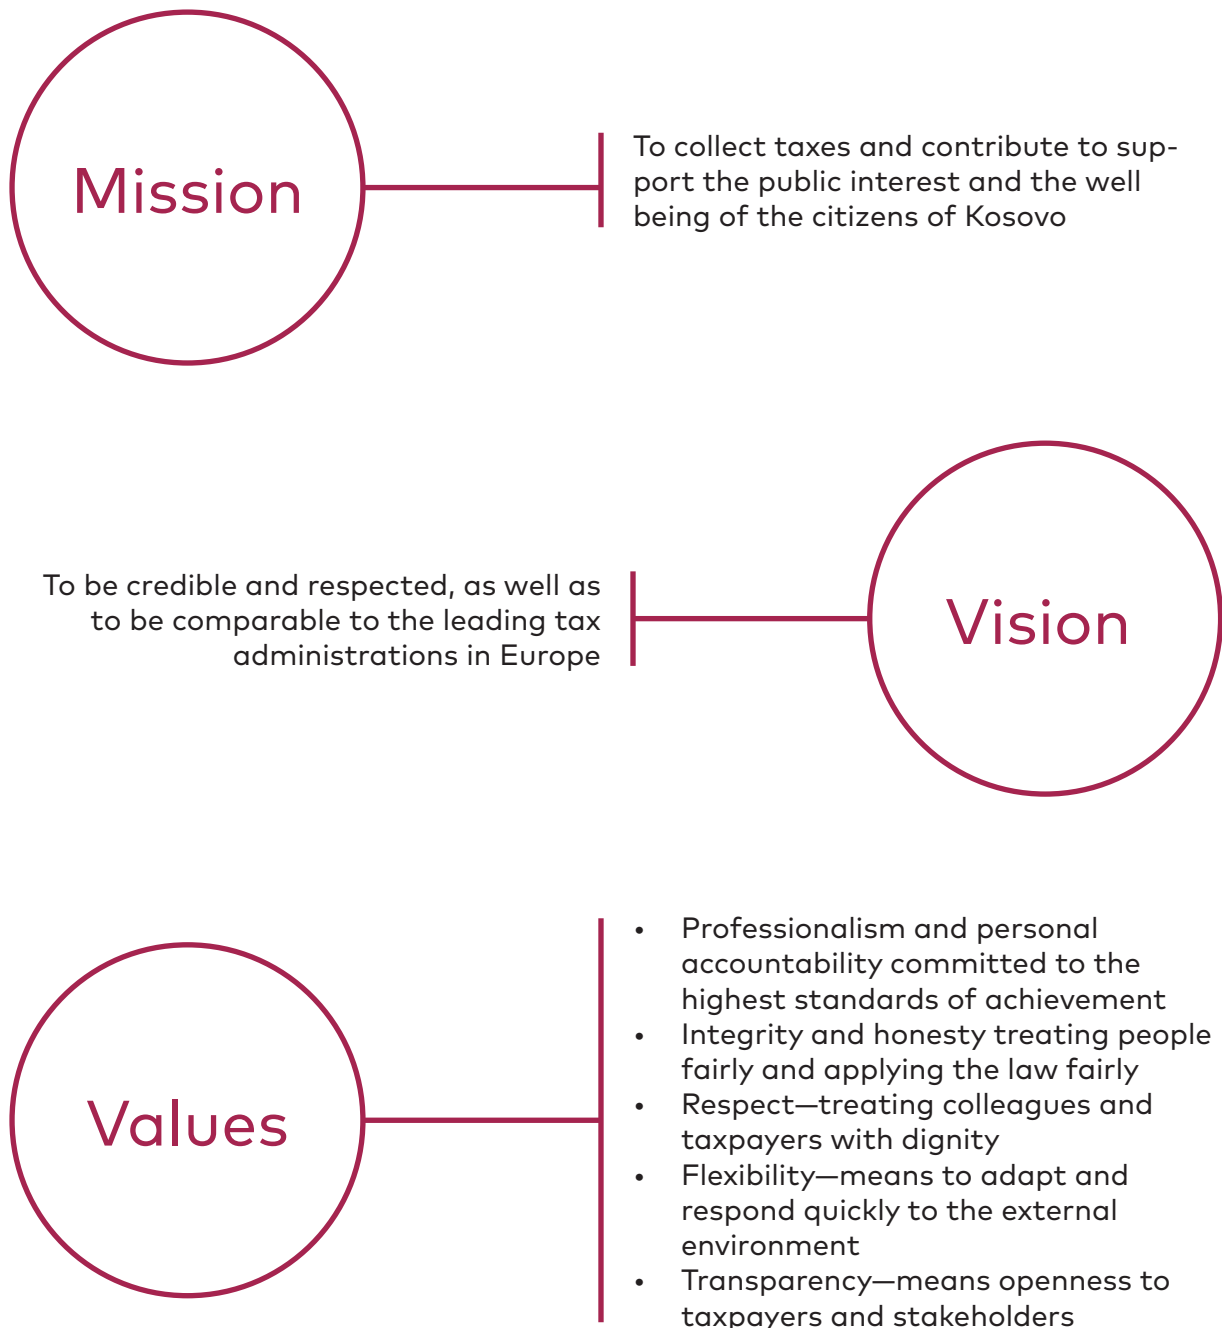 Mission
To collect taxes and contribute to sup-
port the public interest and the well
being of the citizens of Kosovo
To be credible and respected, as well as
to be comparable to the leading tax
administrations in Europe
Vision
Values
• Professionalism and personal
accountability committed to the
highest standards of achievement
• Integrity and honesty treating people
fairly and applying the law fairly
• Respect—treating colleagues and
taxpayers with dignity
• Flexibility—means to adapt and
respond quickly to the external
environment
• Transparency—means openness to
taxpayers and stakeholders